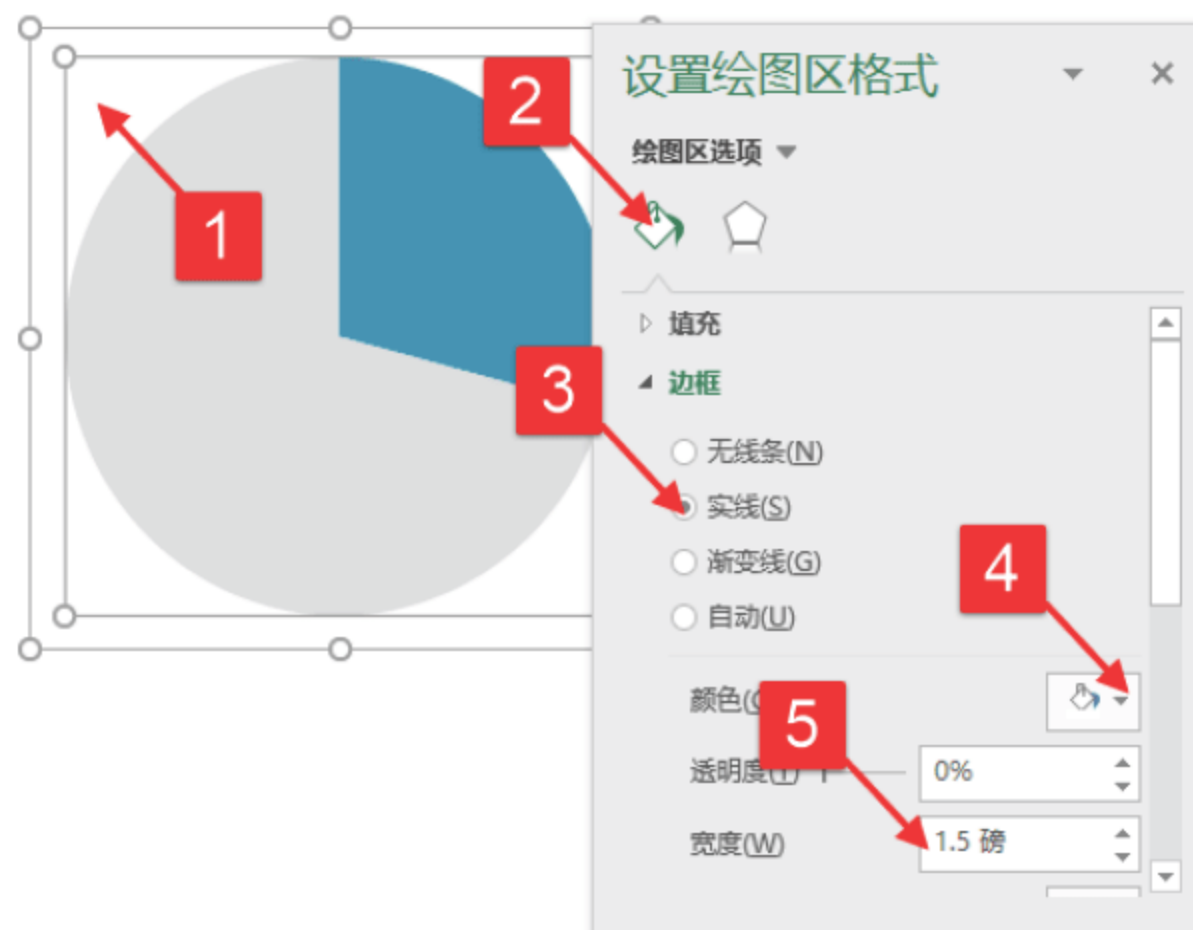 设置绘图区格式
绘图区选项
填充
边框
无线条(N)
实线(S)
渐变线(G)
自动(U)
颜色(
透明度(T)
0%
宽度(W)
1.5 磅
1
2
3
4
5